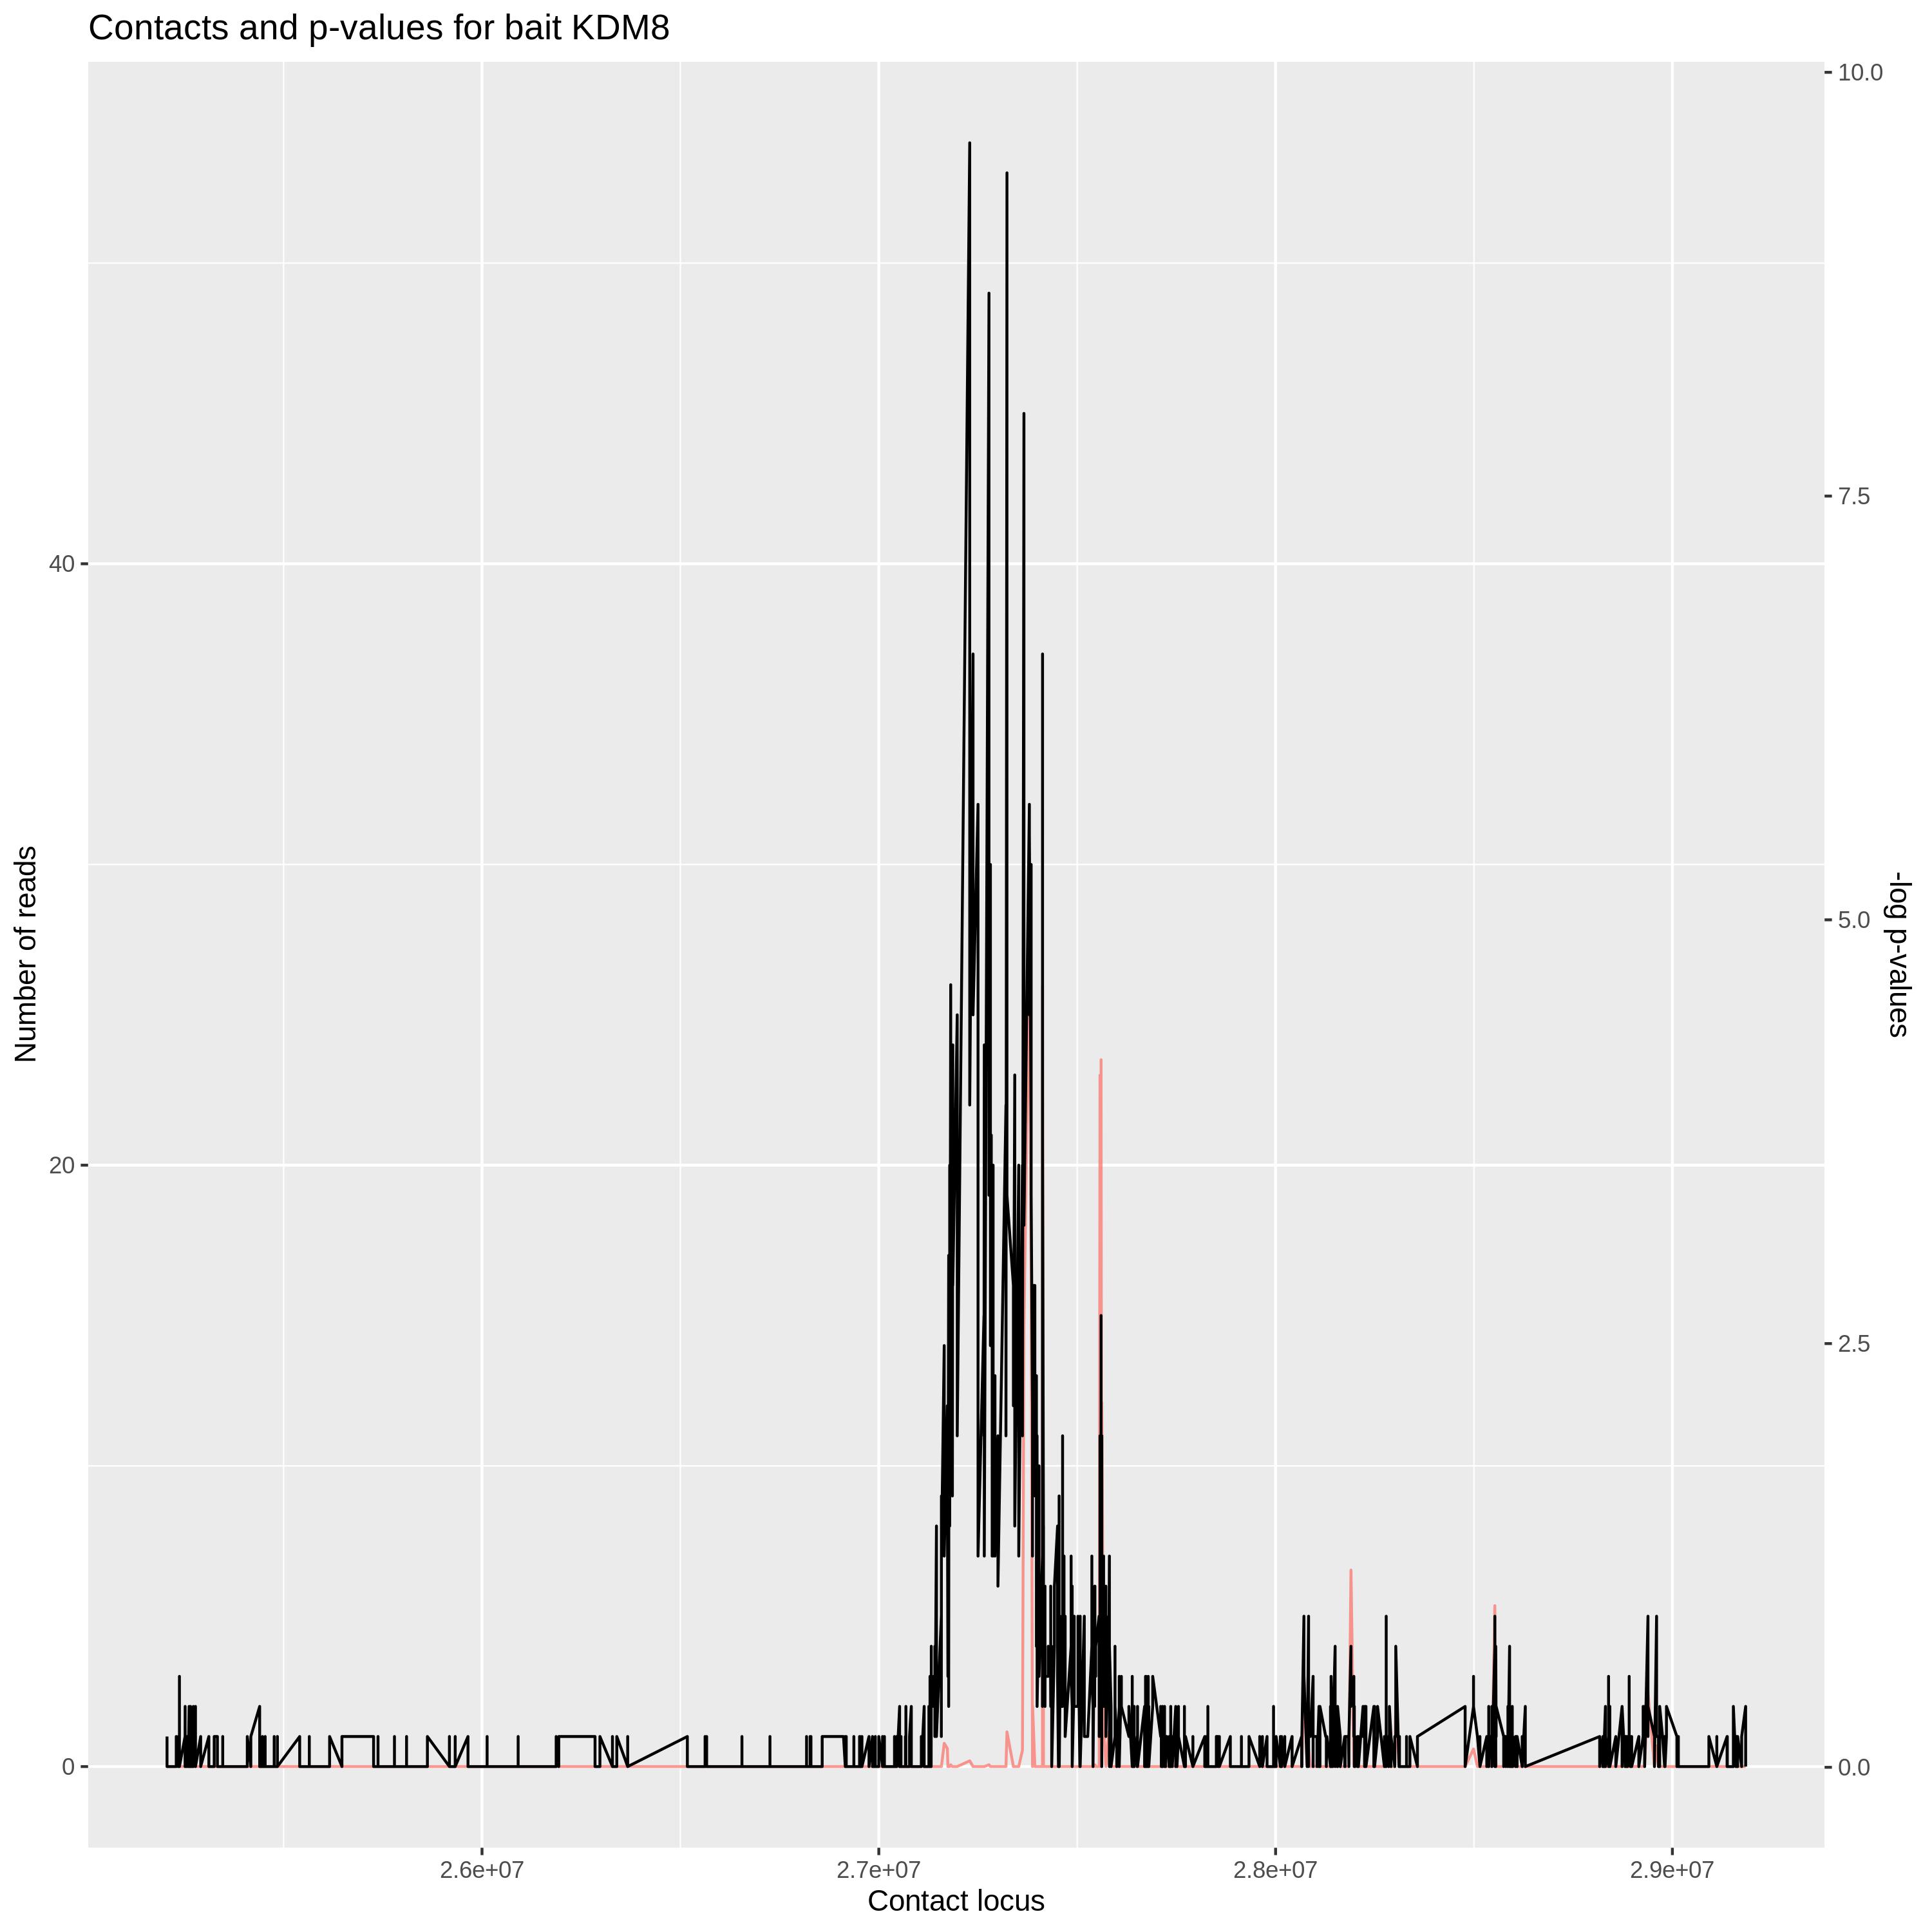 Contacts and p-values for bait KDM8
Number of reads
40
20
0
10.0
7.5
5.0
2.5
0.0
-log p-values
2.6e+07
2.7e+07
2.8e+07
2.9e+07
Contact locus